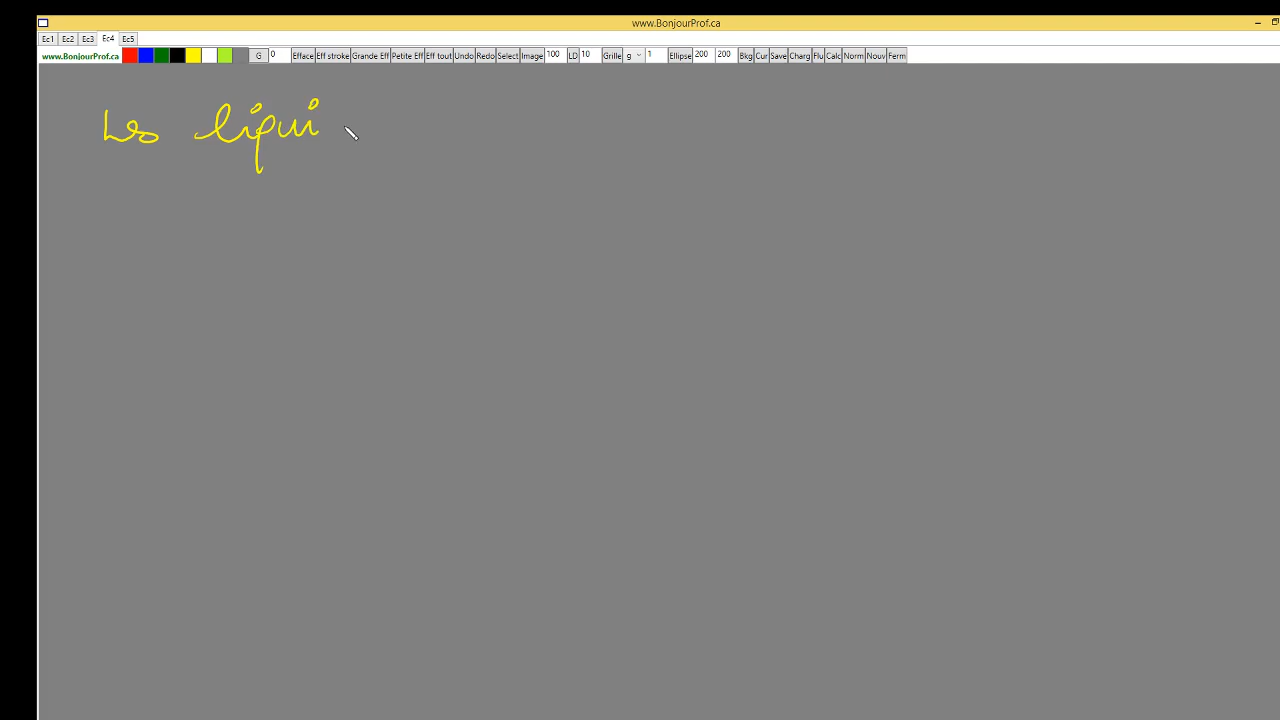 www.BonjourProf.ca
Ec1 Ec2 Ec3 Ec4 Ec5
www.BonjourProf.ca G 0 Efface Eff stroke Grande Eff Petite Eff Eff tout Undo Redo Select Image 100 LD 10 Grille g 1 Ellipse 200 200 Bkg Cur Save Charg Flu Calc Norm Nouv Ferm
Les liqui